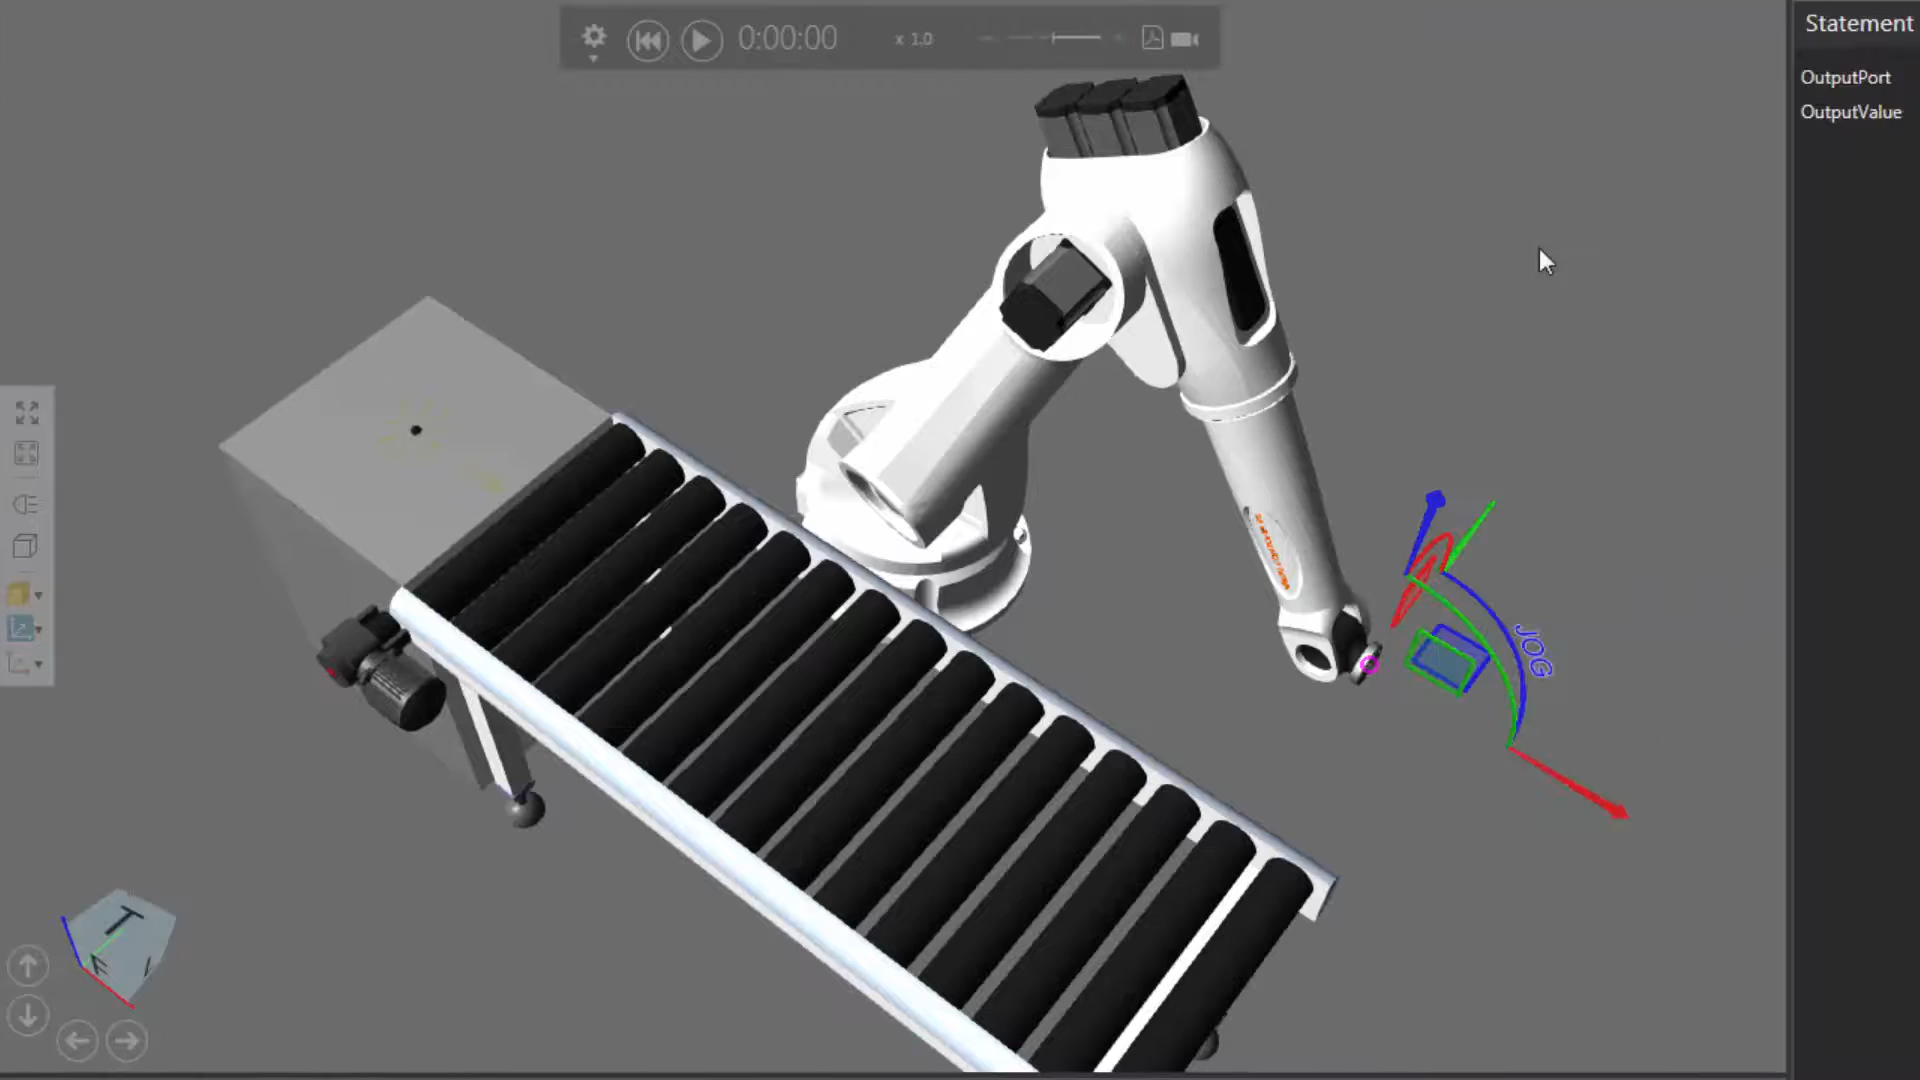 0:00:00
x 1.0
Statement
OutputPort
OutputValue
JOG
T
F
L